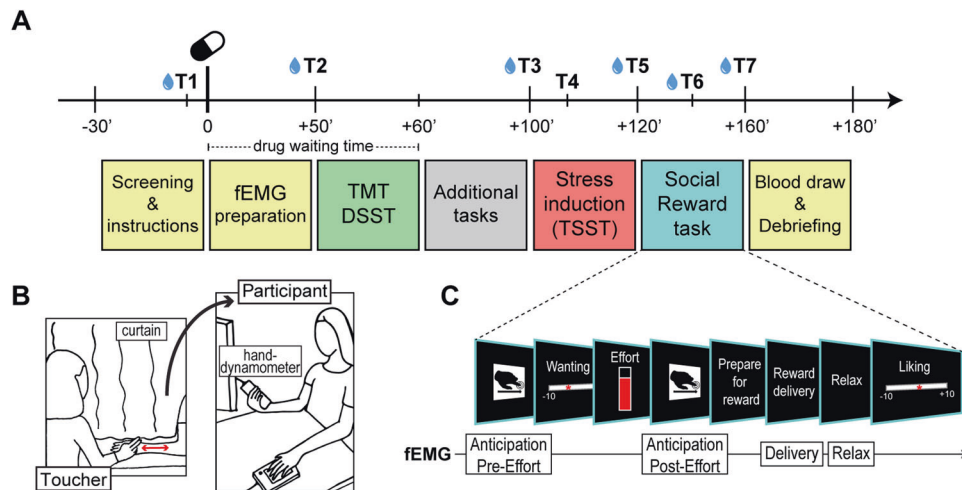 A
T1
T2
T3
T4
T5
T6
T7
-30'
0
+50'
+60'
+100'
+120'
+160'
+180'
drug waiting time
Screening
&
instructions
fEMG
preparation
TMT
DSST
Additional
tasks
Stress
induction
(TSST)
Social
Reward
task
Blood draw
&
Debriefing
B
curtain
Toucher
Participant
hand-
dynamometer
C
Wanting
-10
Effort
Prepare
for
reward
Reward
delivery
Relax
Liking
-10
+10
fEMG
Anticipation
Pre-Effort
Anticipation
Post-Effort
Delivery
Relax